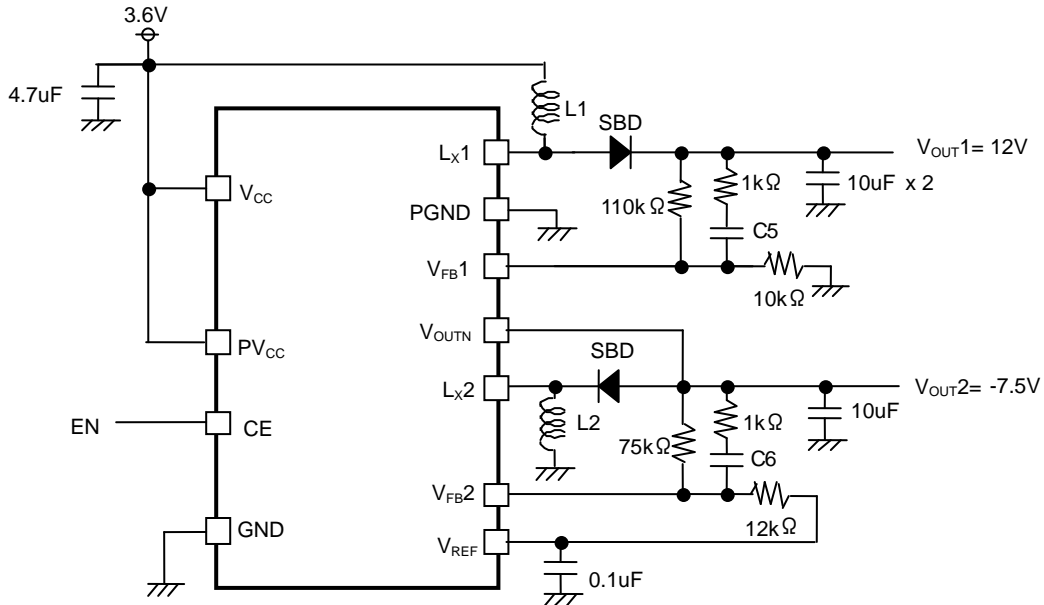 3.6V
4.7uF
L1
SBD
LX1
VOUT1= 12V
1kΩ
10uF x 2
VCC
110kΩ
PGND
C5
VFB1
10kΩ
VOUTN
SBD
PVCC
LX2
VOUT2= -7.5V
10uF
1kΩ
L2
EN
CE
75kΩ
C6
VFB2
12kΩ
GND
VREF
0.1uF